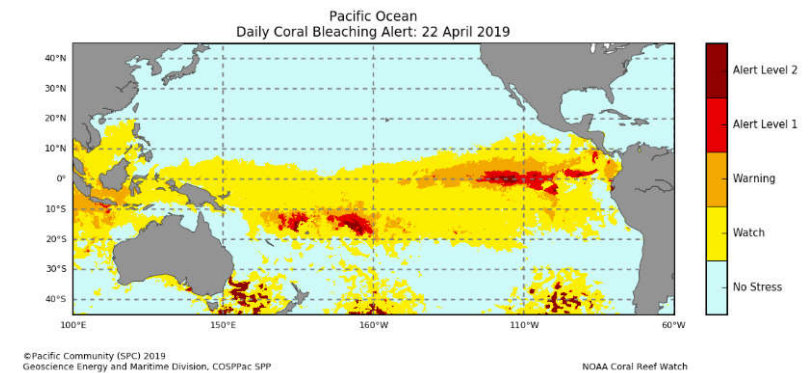 Pacific Ocean
Daily Coral Bleaching Alert: 22 April 2019
40°N
30°N
20°N
10°N
0°
10°S
20°S
30°S
40°S
100°E
150°E
160°W
110°W
60°W
Alert Level 2
Alert Level 1
Warning
Watch
No Stress
©Pacific Community (SPC) 2019
Geoscience Energy and Maritime Division, COSPPac SPP
NOAA Coral Reef Watch